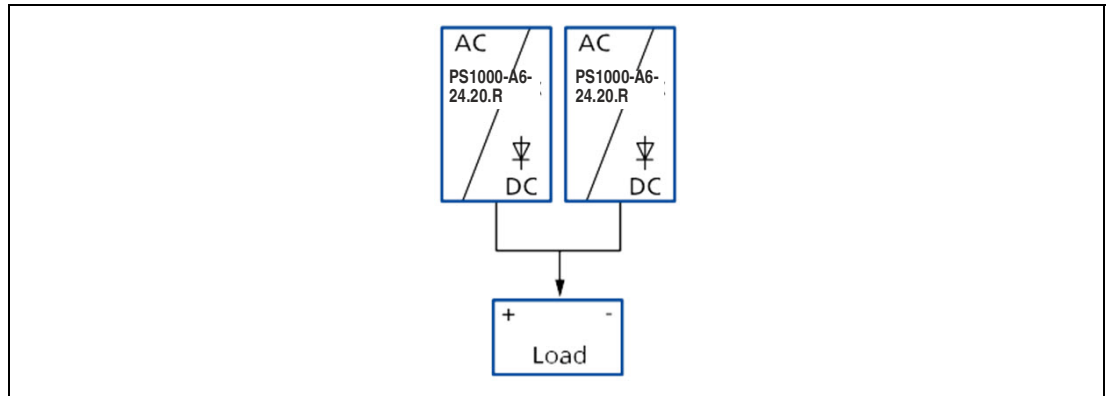 AC
PS1000-A6-
24.20.R
DC
AC
PS1000-A6-
24.20.R
DC
+ -
Load